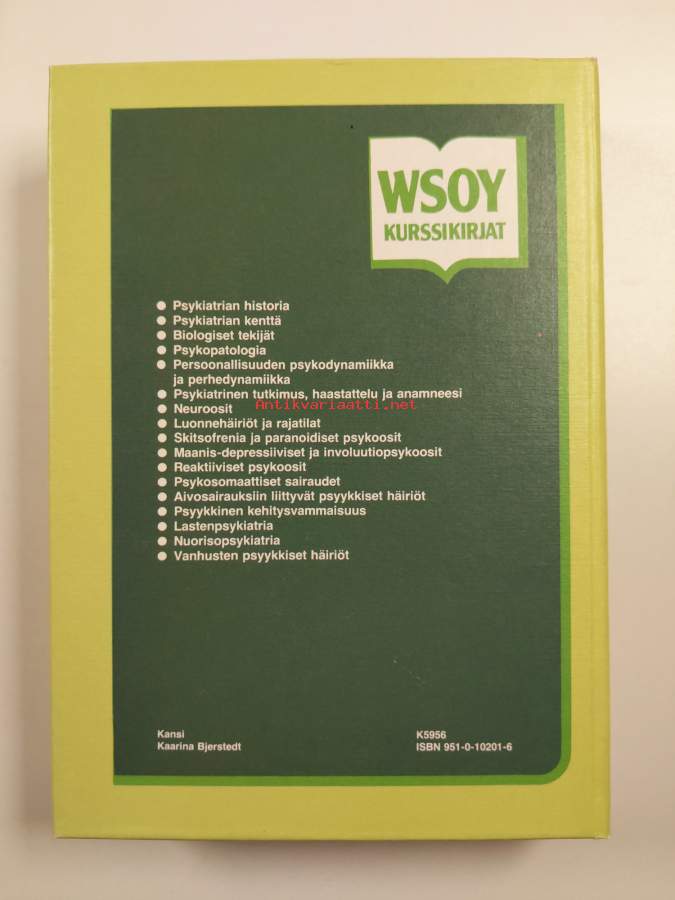 WSOY
KURSSIKIRJAT
● Psykiatrian historia
● Psykiatrian kenttä
● Biologiset tekijät
● Psykopatologia
● Persoonallisuuden psykodynamiikka
ja perhedynamiikka
● Psykiatrinen tutkimus, haastattelu ja anamneesi
Antikvariaatti.net
● Neuroosit
● Luonnehäiriöt ja rajatilat
● Skitsofrenia ja paranoidiset psykoosit
● Maanis-depressiiviset ja involuutiopsykoosit
● Reaktiiviset psykoosit
● Psykosomaattiset sairaudet
● Aivosairauksiin liittyvät psyykkiset häiriöt
● Psyykkinen kehitysvammaisuus
● Lastenpsykiatria
● Nuorisopsykiatria
● Vanhusten psyykkiset häiriöt
Kansi
Kaarina Bjerstedt
K5956
ISBN 951-0-10201-6